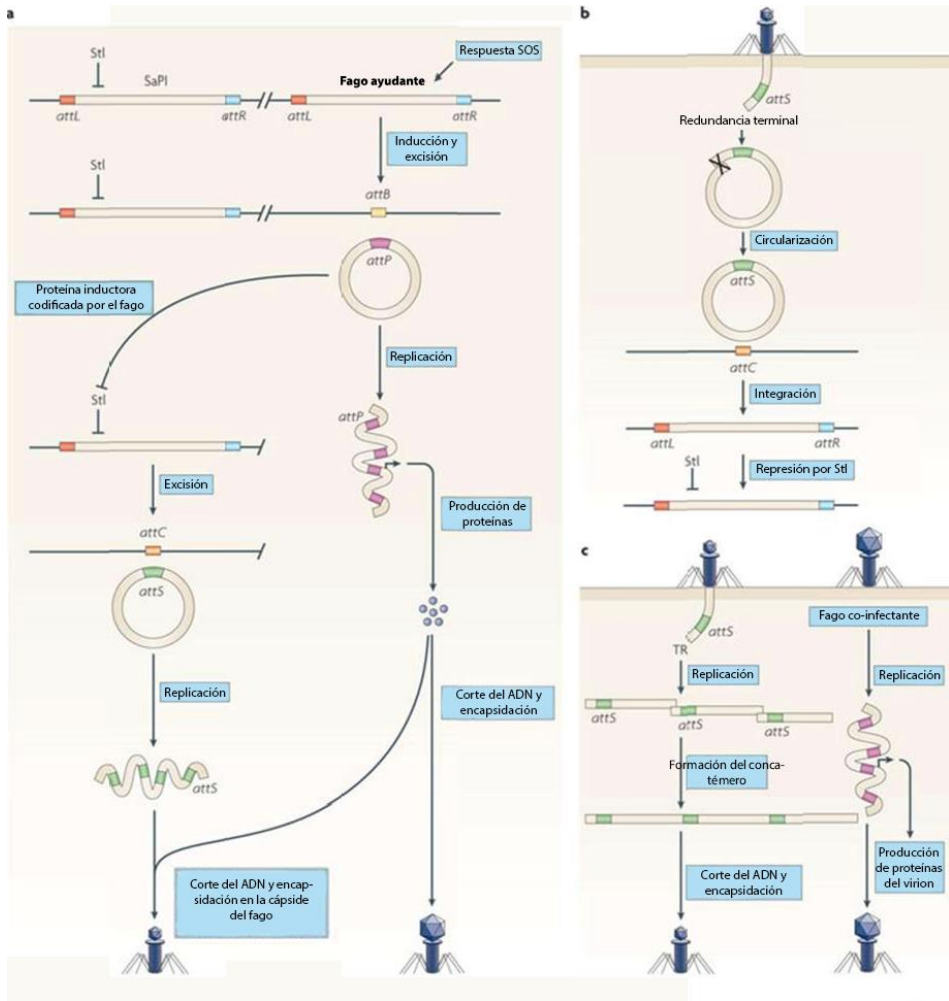 a
Stl
SaPI
Fago ayudante
Respuesta SOS
attL
attR
attL
attR
Inducción y
excisión
Stl
attB
attP
Proteína inductora
codificada por el fago
Replicación
Stl
attP
Excisión
Producción de
proteínas
attC
attS
Replicación
Corte del ADN y
encapsidación
attS
Corte del ADN y encap-
sidación en la cápside
del fago
b
attS
Redundancia terminal
X
Circularización
attS
attC
Integración
attL
attR
Stl
Represión por Stl
c
attS
TR
Fago co-infectante
Replicación
Replicación
attS
attS
attS
Formación del conca-
témero
Corte del ADN y
encapsidación
Producción
de proteínas
del virion